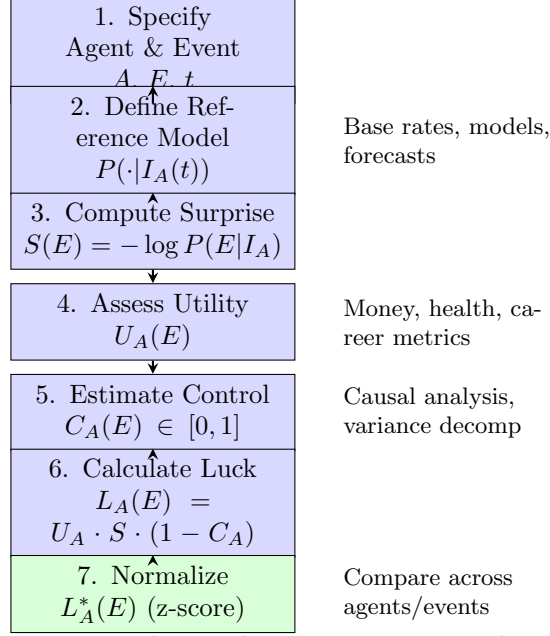 1. Specify
Agent & Event
A, E, t
2. Define Ref-
erence Model
P(·|I_A(t))
Base rates, models,
forecasts
3. Compute Surprise
S(E) = − log P(E|I_A)
4. Assess Utility
U_A(E)
Money, health, ca-
reer metrics
5. Estimate Control
C_A(E) ∈ [0, 1]
Causal analysis,
variance decomp
6. Calculate Luck
L_A(E) =
U_A · S · (1 − C_A)
7. Normalize
L*_A(E) (z-score)
Compare across
agents/events